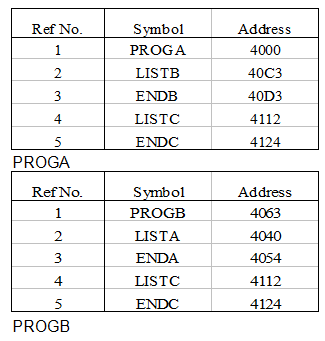 Ref No. Symbol Address
1 PROGA 4000
2 LISTB 40C3
3 ENDB 40D3
4 LISTC 4112
5 ENDC 4124
PROGA
Ref No. Symbol Address
1 PROGB 4063
2 LISTA 4040
3 ENDA 4054
4 LISTC 4112
5 ENDC 4124
PROGB